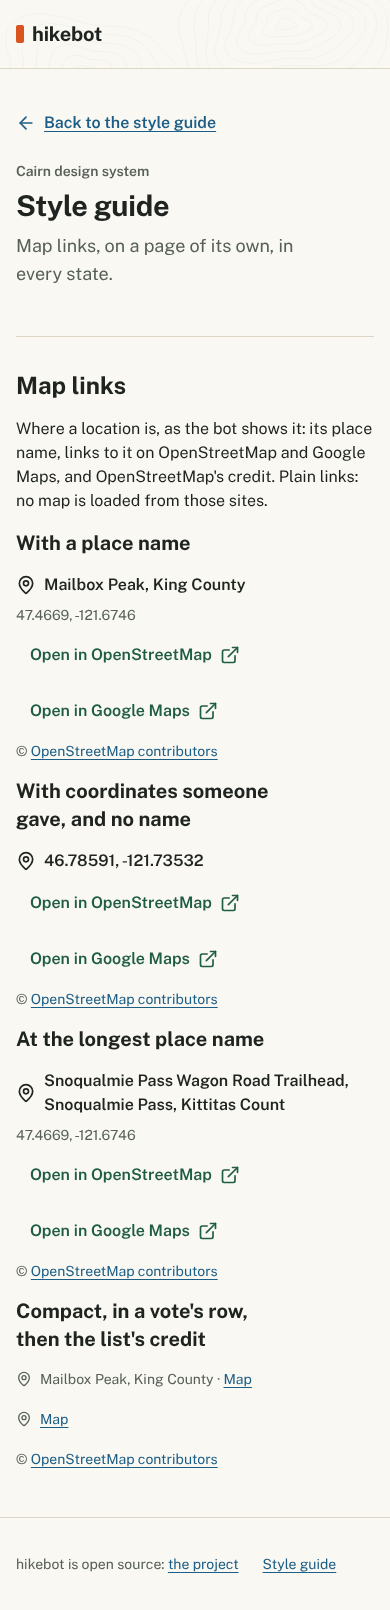 hikebot
Back to the style guide
Cairn design system
Style guide
Map links, on a page of its own, in
every state.
Map links
Where a location is, as the bot shows it: its place
name, links to it on OpenStreetMap and Google
Maps, and OpenStreetMap's credit. Plain links:
no map is loaded from those sites.
With a place name
Mailbox Peak, King County
47.4669, -121.6746
Open in OpenStreetMap
Open in Google Maps
© OpenStreetMap contributors
With coordinates someone
gave, and no name
46.78591, -121.73532
Open in OpenStreetMap
Open in Google Maps
© OpenStreetMap contributors
At the longest place name
Snoqualmie Pass Wagon Road Trailhead,
Snoqualmie Pass, Kittitas Count
47.4669, -121.6746
Open in OpenStreetMap
Open in Google Maps
© OpenStreetMap contributors
Compact, in a vote's row,
then the list's credit
Mailbox Peak, King County · Map
Map
© OpenStreetMap contributors
hikebot is open source: the project Style guide